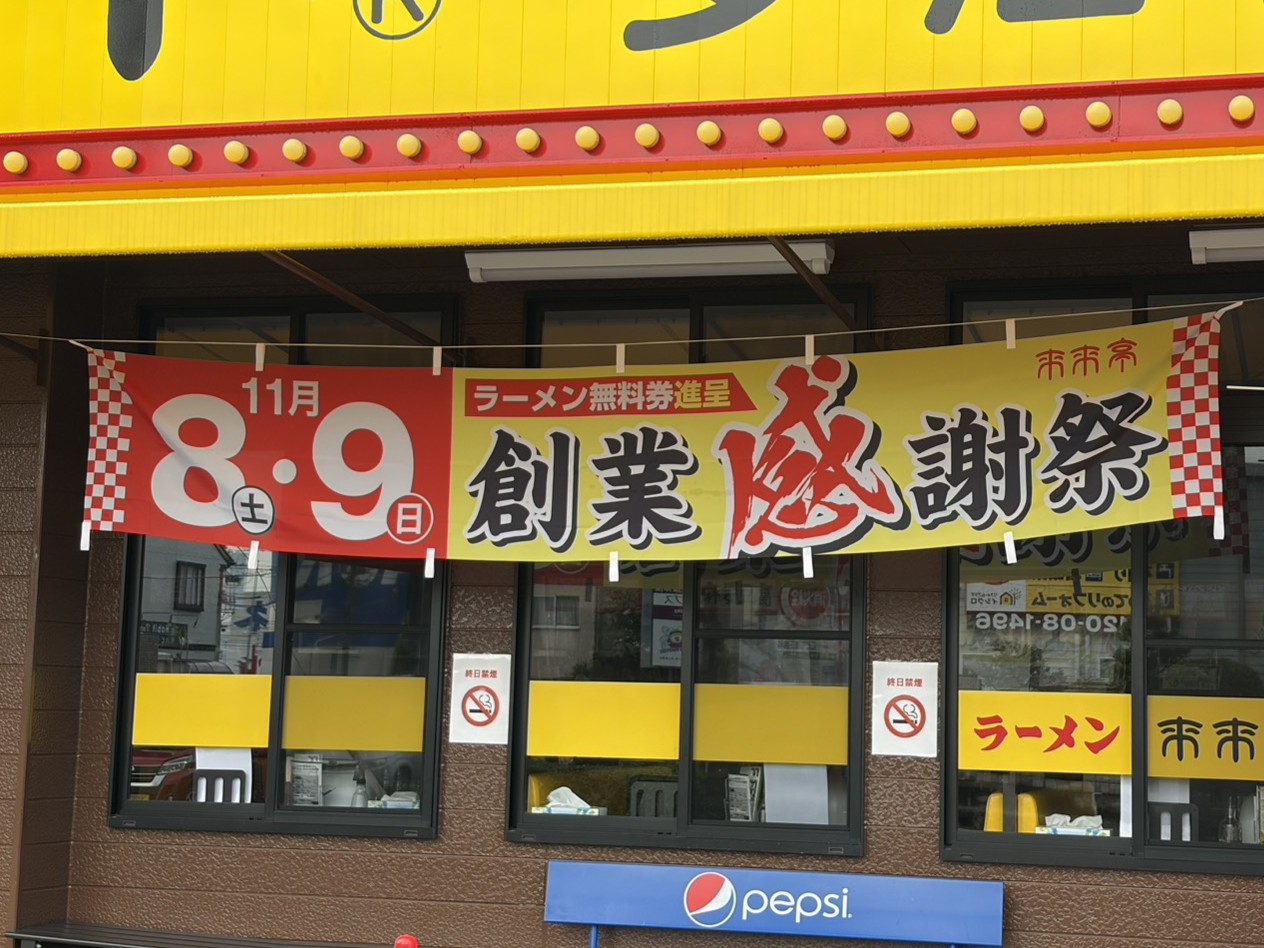 11月
8土・9日
ラーメン無料券進呈
来来亭
創業感謝祭
終日禁煙
終日禁煙
ラーメン
来来
pepsi